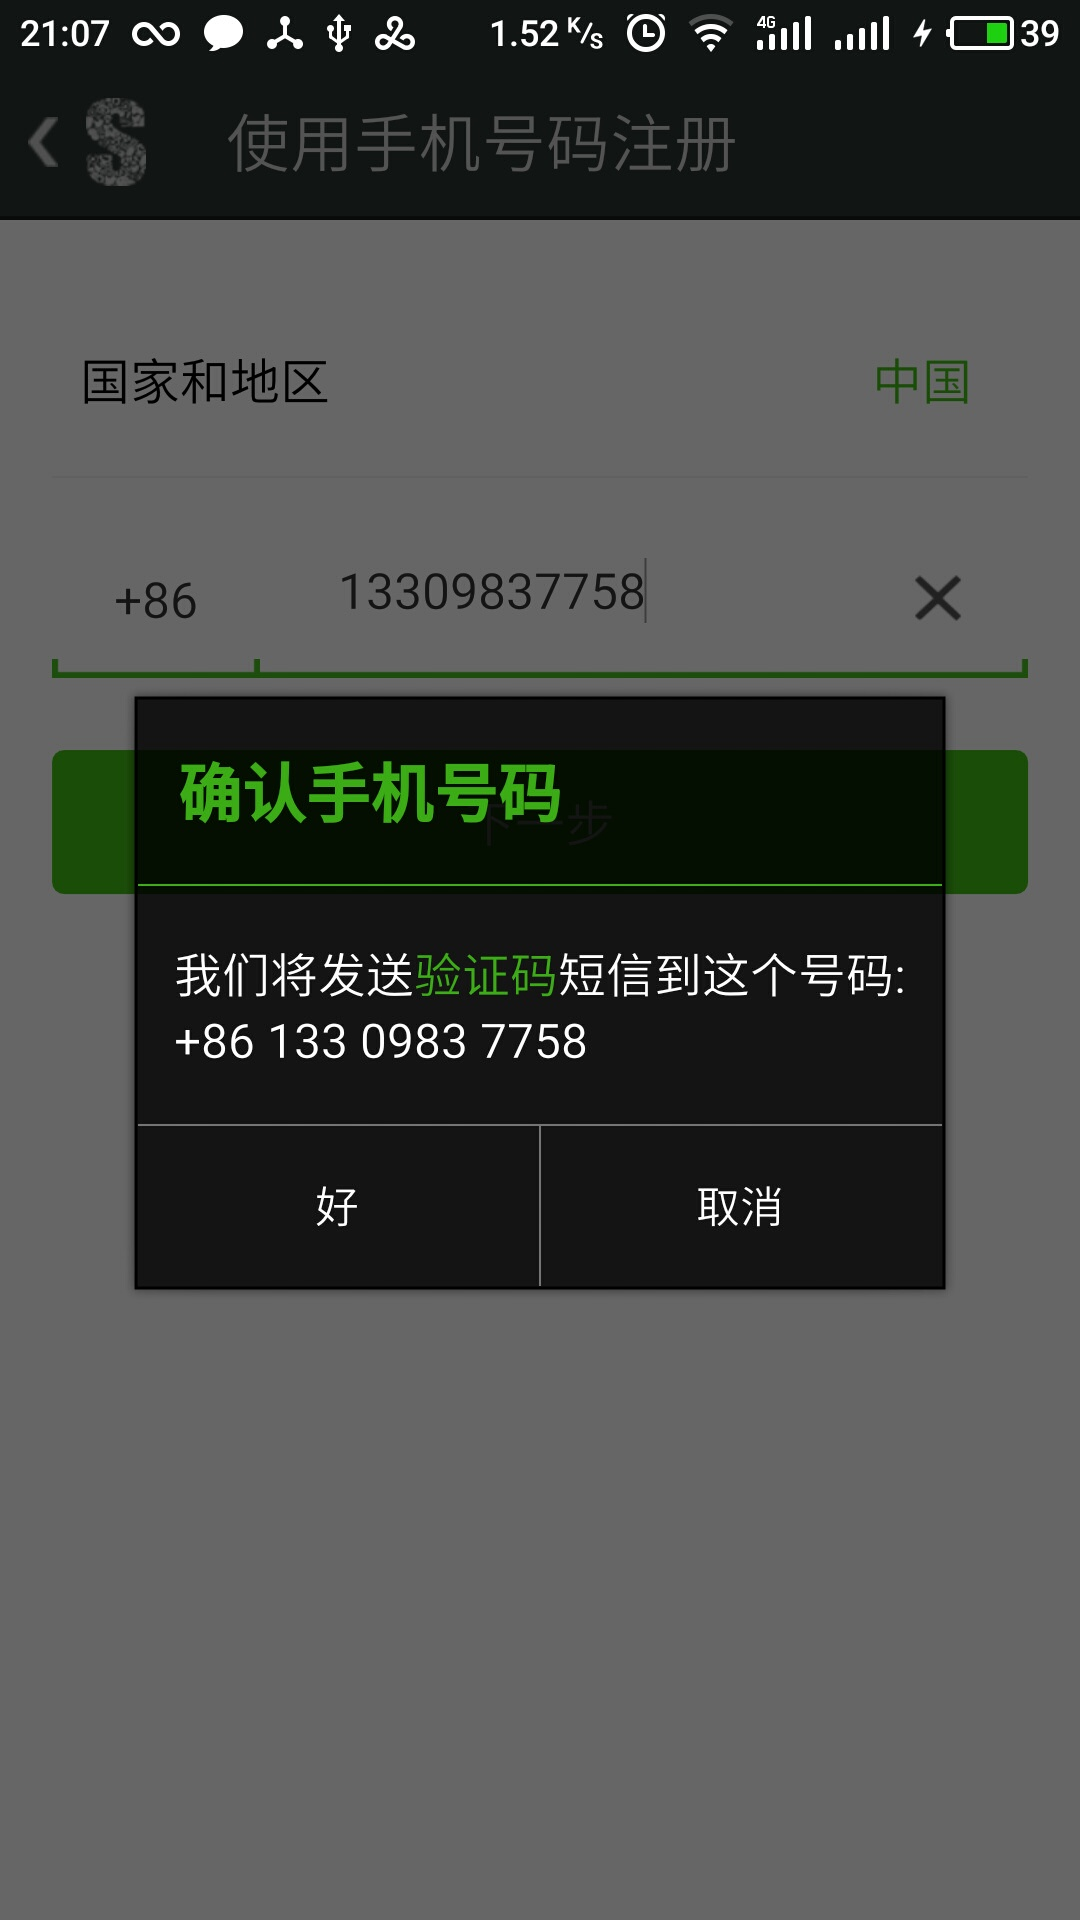 21:07 1.52 K/s 4G 39
S 使用手机号码注册
国家和地区 中国
+86 13309837758
下一步
确认手机号码
我们将发送验证码短信到这个号码:
+86 133 0983 7758
好 取消